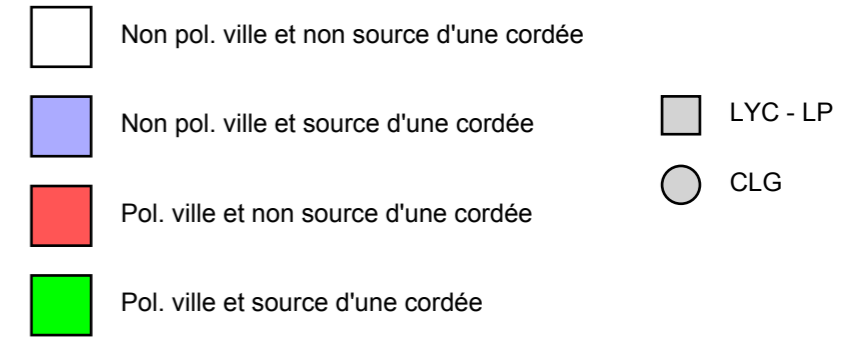 Non pol. ville et non source d'une cordée
Non pol. ville et source d'une cordée
Pol. ville et non source d'une cordée
Pol. ville et source d'une cordée
LYC - LP
CLG